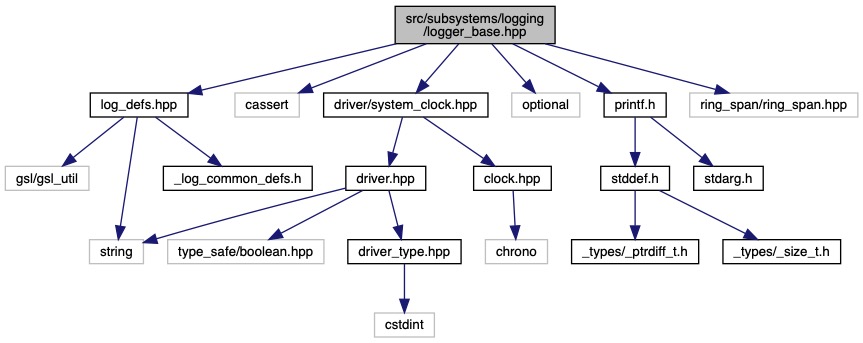 src/subsystems/logging
/logger_base.hpp
log_defs.hpp
cassert
driver/system_clock.hpp
optional
printf.h
ring_span/ring_span.hpp
gsl/gsl_util
_log_common_defs.h
driver.hpp
clock.hpp
stddef.h
stdarg.h
string
type_safe/boolean.hpp
driver_type.hpp
chrono
_types/_ptrdiff_t.h
_types/_size_t.h
cstdint